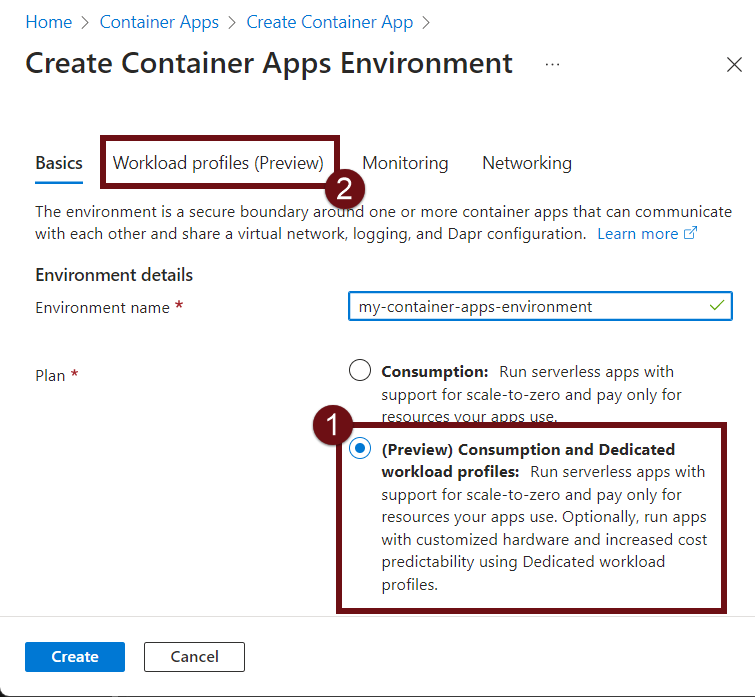 Home > Container Apps > Create Container App >
Create Container Apps Environment ...
Basics Workload profiles (Preview) Monitoring Networking
2
The environment is a secure boundary around one or more container apps that can communicate
with each other and share a virtual network, logging, and Dapr configuration. Learn more
Environment details
Environment name *
my-container-apps-environment
Plan *
Consumption: Run serverless apps with
support for scale-to-zero and pay only for
resources your apps use.
1
(Preview) Consumption and Dedicated
workload profiles: Run serverless apps with
support for scale-to-zero and pay only for
resources your apps use. Optionally, run apps
with customized hardware and increased cost
predictability using Dedicated workload
profiles.
Create Cancel